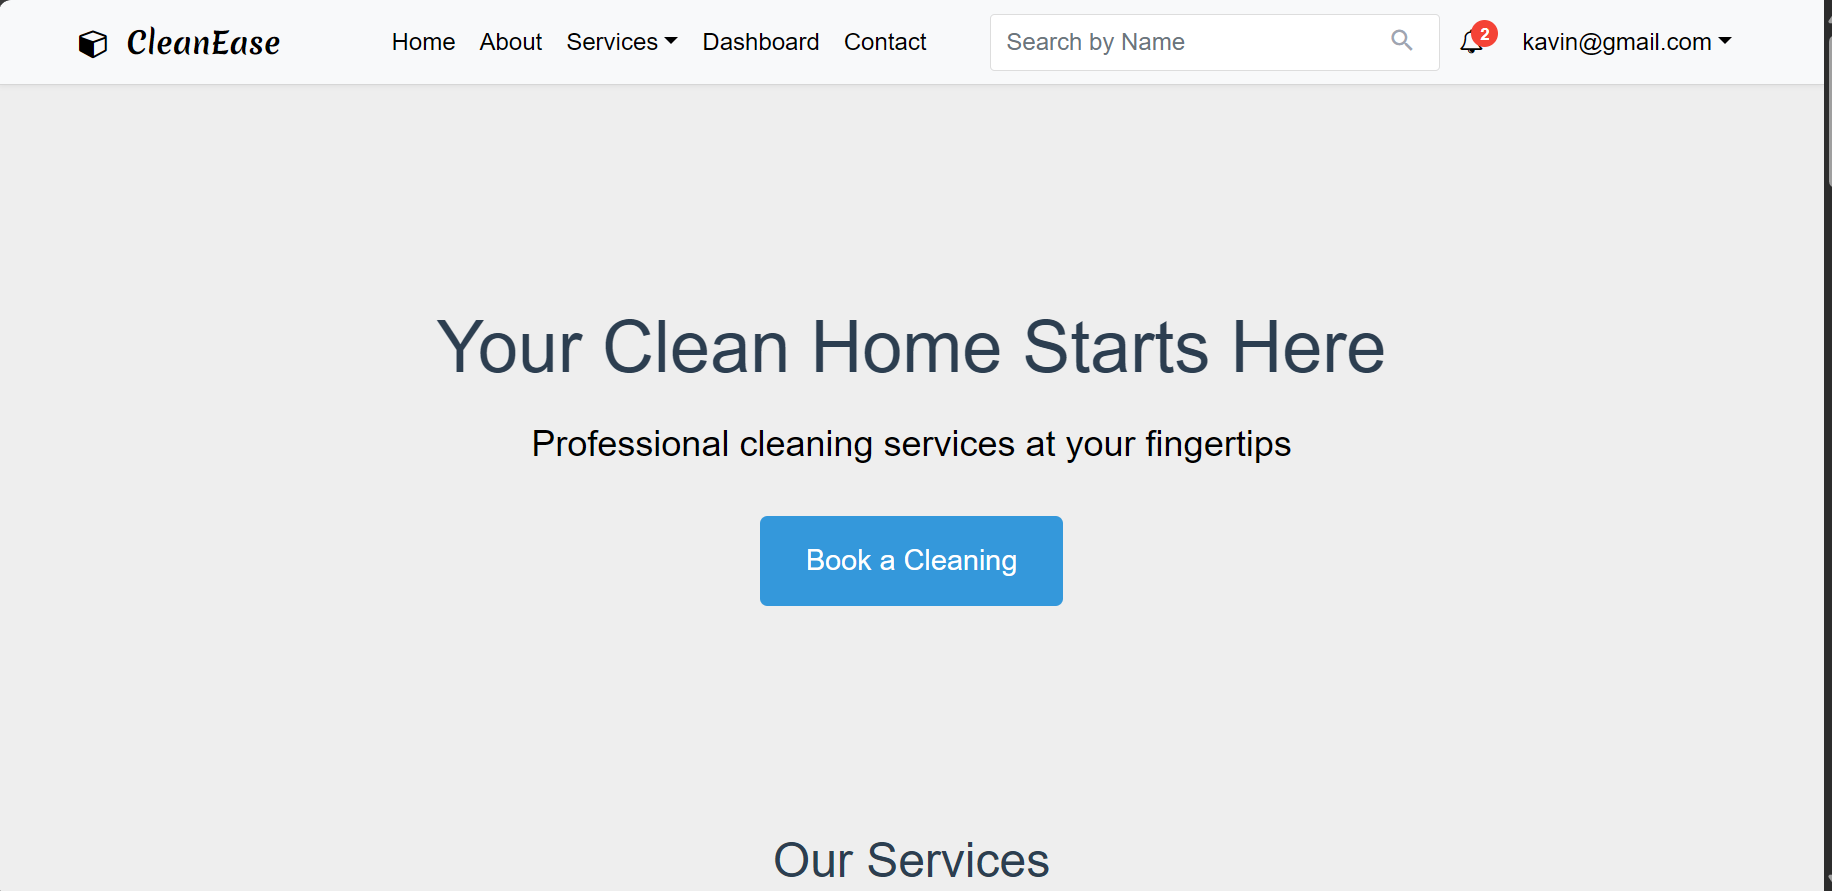 CleanEase Home About Services Dashboard Contact Search by Name 2 kavin@gmail.com
Your Clean Home Starts Here
Professional cleaning services at your fingertips
Book a Cleaning
Our Services